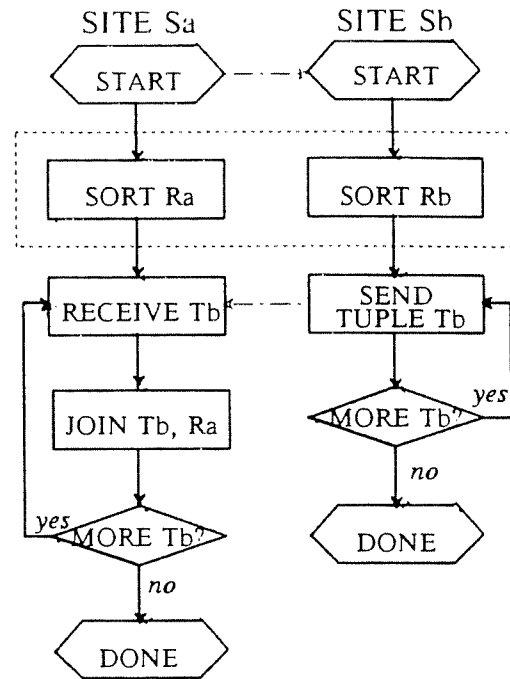 SITE Sa
SITE Sb
START
START
SORT Ra
SORT Rb
RECEIVE Tb
SEND
TUPLE Tb
JOIN Tb, Ra
MORE Tb?
yes
no
yes
MORE Tb?
no
DONE
DONE